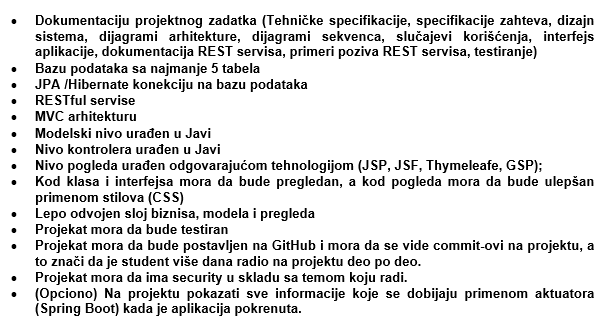 • Dokumentaciju projektnog zadatka (Tehničke specifikacije, specifikacije zahteva, dizajn
sistema, dijagrami arhitekture, dijagrami sekvenca, slučajevi korišćenja, interfejs
aplikacije, dokumentacija REST servisa, primeri poziva REST servisa, testiranje)
• Bazu podataka sa najmanje 5 tabela
• JPA /Hibernate konekciju na bazu podataka
• RESTful servise
• MVC arhitekturu
• Modelski nivo urađen u Javi
• Nivo kontrolera urađen u Javi
• Nivo pogleda urađen odgovarajućom tehnologijom (JSP, JSF, Thymeleafe, GSP);
• Kod klasa i interfejsa mora da bude pregledan, a kod pogleda mora da bude ulepšan
primenom stilova (CSS)
• Lepo odvojen sloj biznisa, modela i pregleda
• Projekat mora da bude testiran
• Projekat mora da bude postavljen na GitHub i mora da se vide commit-ovi na projektu, a
to znači da je student više dana radio na projektu deo po deo.
• Projekat mora da ima security u skladu sa temom koju radi.
• (Opciono) Na projektu pokazati sve informacije koje se dobijaju primenom aktuatora
(Spring Boot) kada je aplikacija pokrenuta.